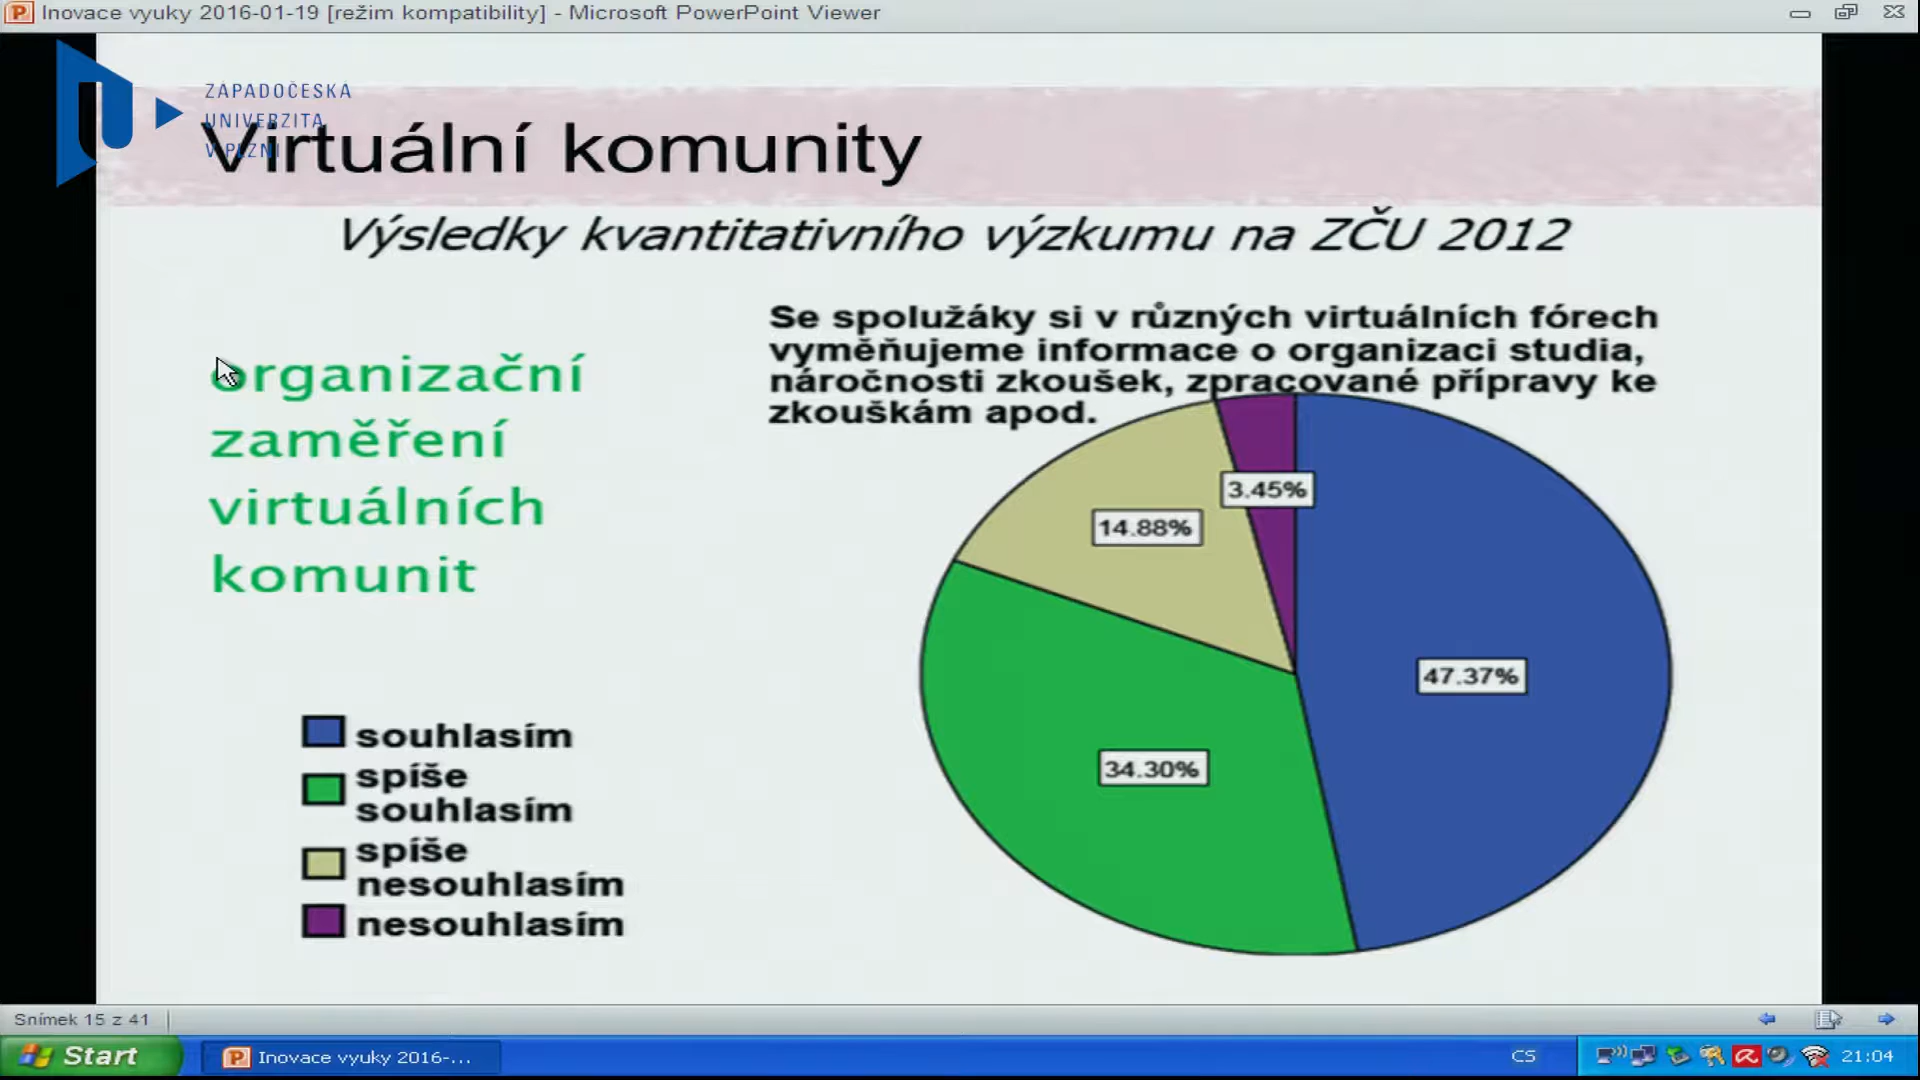 Inovace vyuky 2016-01-19 [režim kompatibility] - Microsoft PowerPoint Viewer
ZÁPADOČESKÁ
UNIVERZITA
V PLZNI
Virtuální komunity
Výsledky kvantitativního výzkumu na ZČU 2012
Se spolužáky si v různých virtuálních fórech
vyměňujeme informace o organizaci studia,
náročnosti zkoušek, zpracované přípravy ke
zkouškám apod.
organizační
zaměření
virtuálních
komunit
3.45%
14.88%
47.37%
34.30%
souhlasím
spíše
souhlasím
spíše
nesouhlasím
nesouhlasím
Snímek 15 z 41
Start
Inovace vyuky 2016-...
CS
21:04